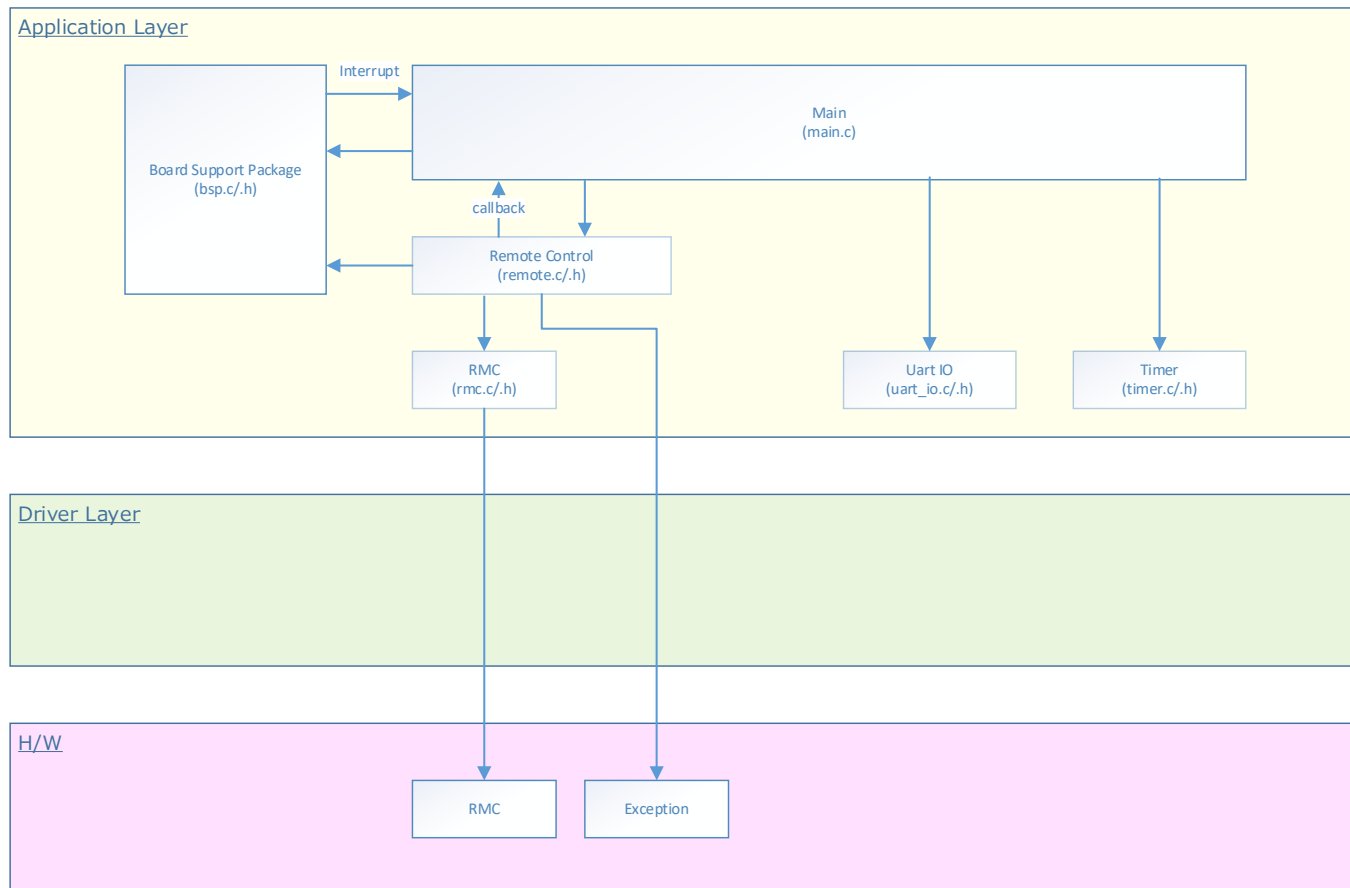 Application Layer
Interrupt
Main
(main.c)
Board Support Package
(bsp.c/.h)
callback
Remote Control
(remote.c/.h)
RMC
(rmc.c/.h)
Uart IO
(uart_io.c/.h)
Timer
(timer.c/.h)
Driver Layer
H/W
RMC
Exception